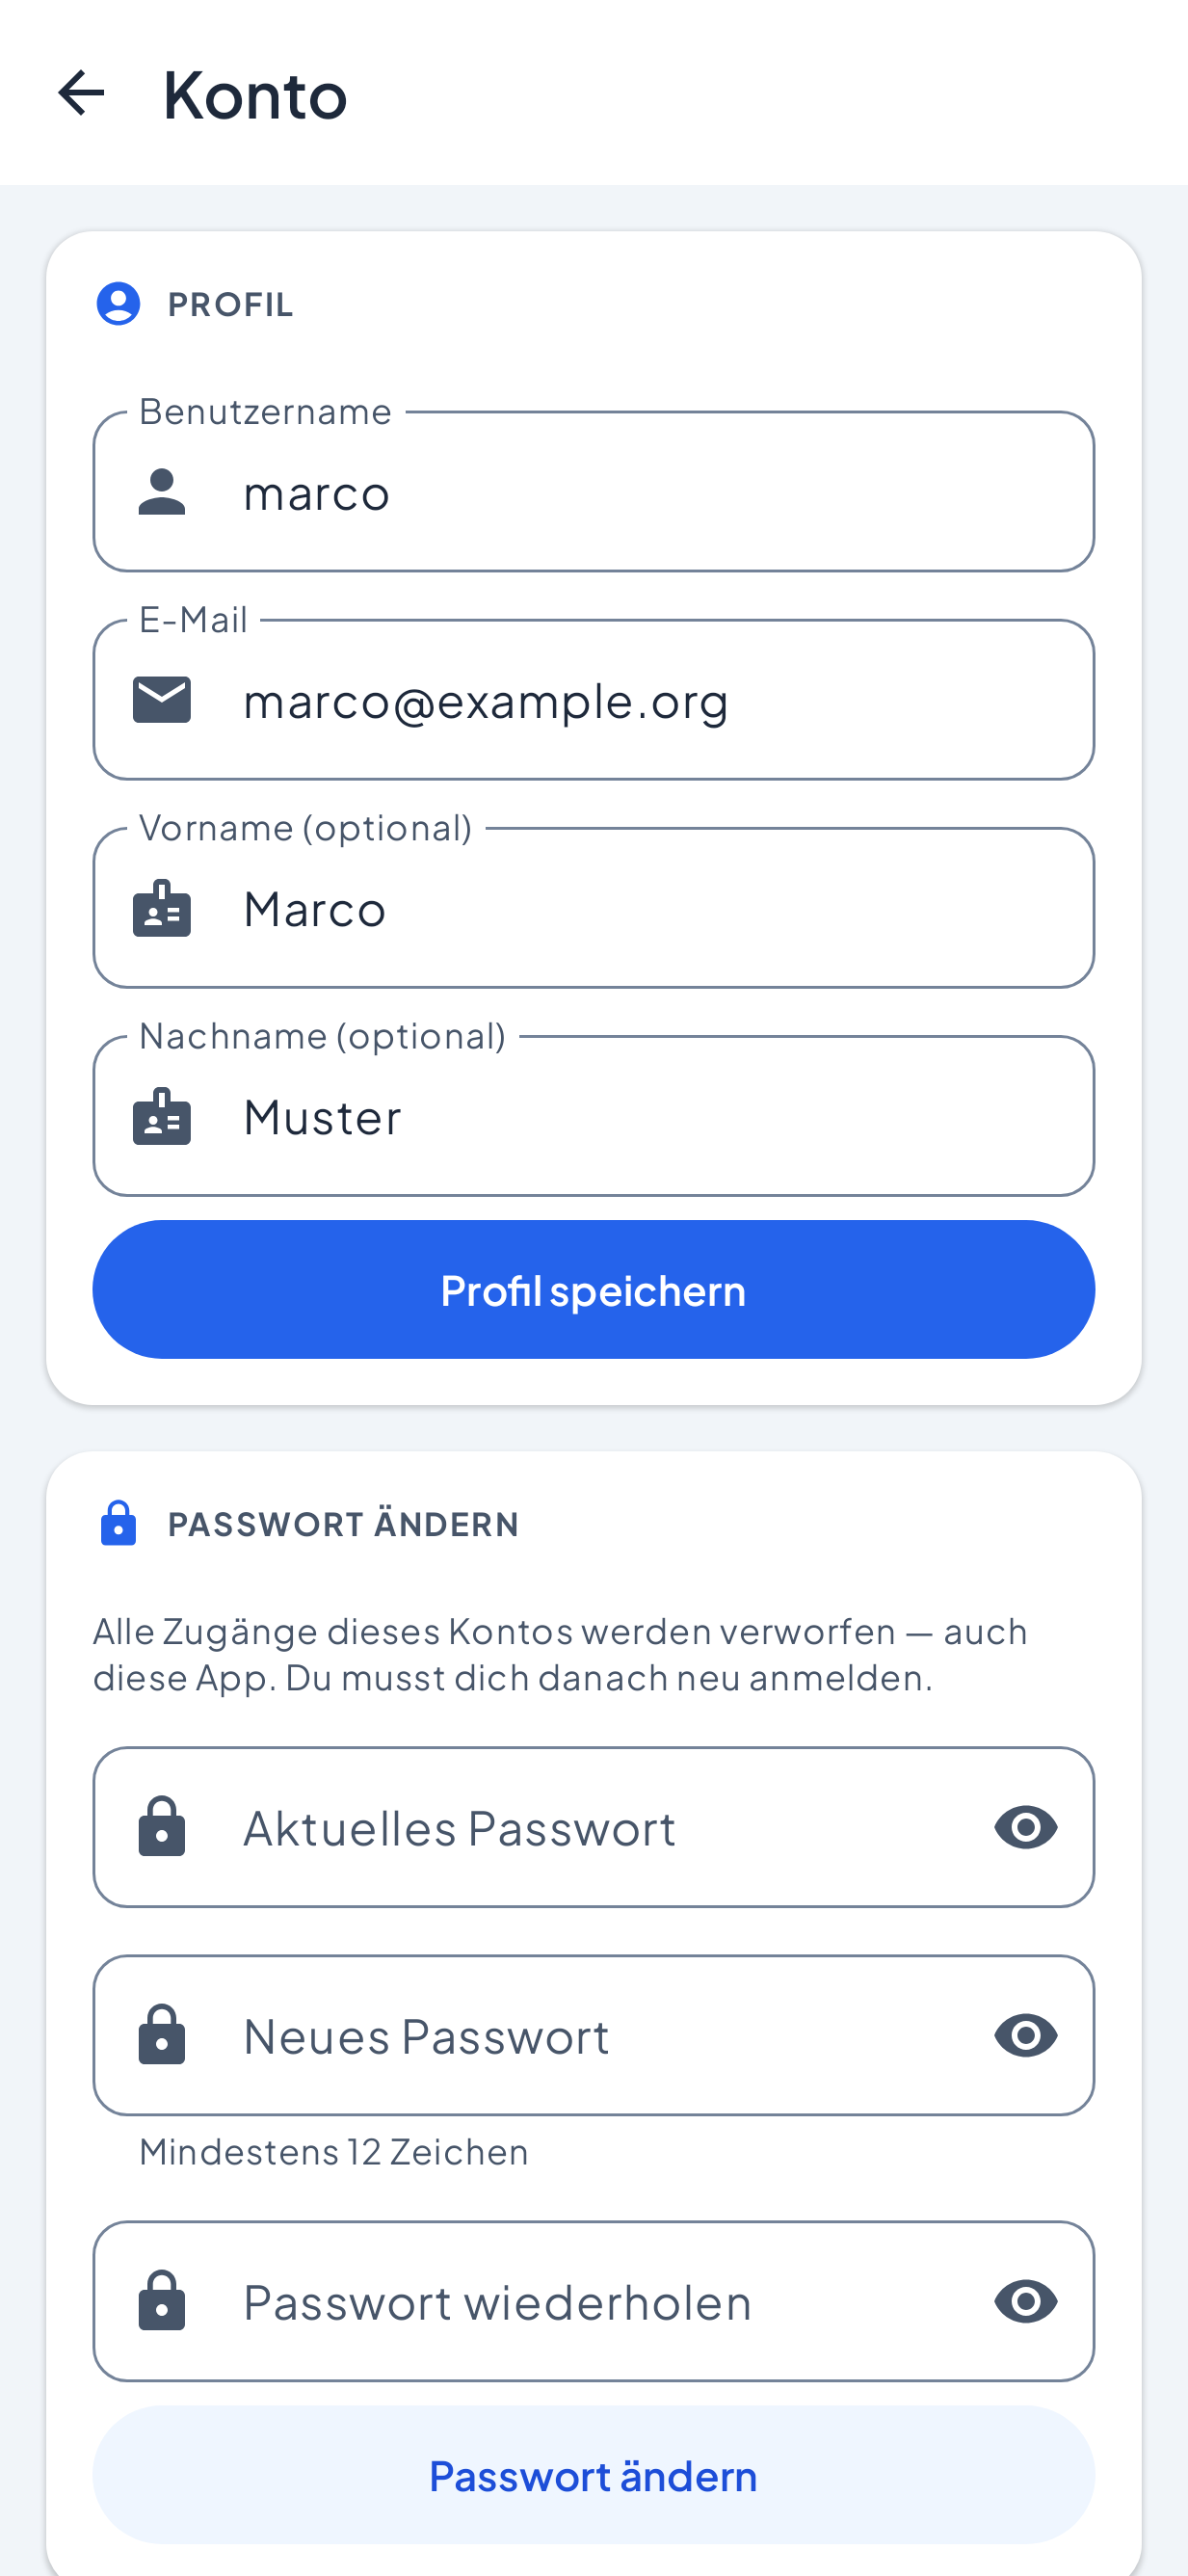 Konto
PROFIL
Benutzername
marco
E-Mail
marco@example.org
Vorname (optional)
Marco
Nachname (optional)
Muster
Profil speichern
PASSWORT ÄNDERN
Alle Zugänge dieses Kontos werden verworfen — auch
diese App. Du musst dich danach neu anmelden.
Aktuelles Passwort
Neues Passwort
Mindestens 12 Zeichen
Passwort wiederholen
Passwort ändern